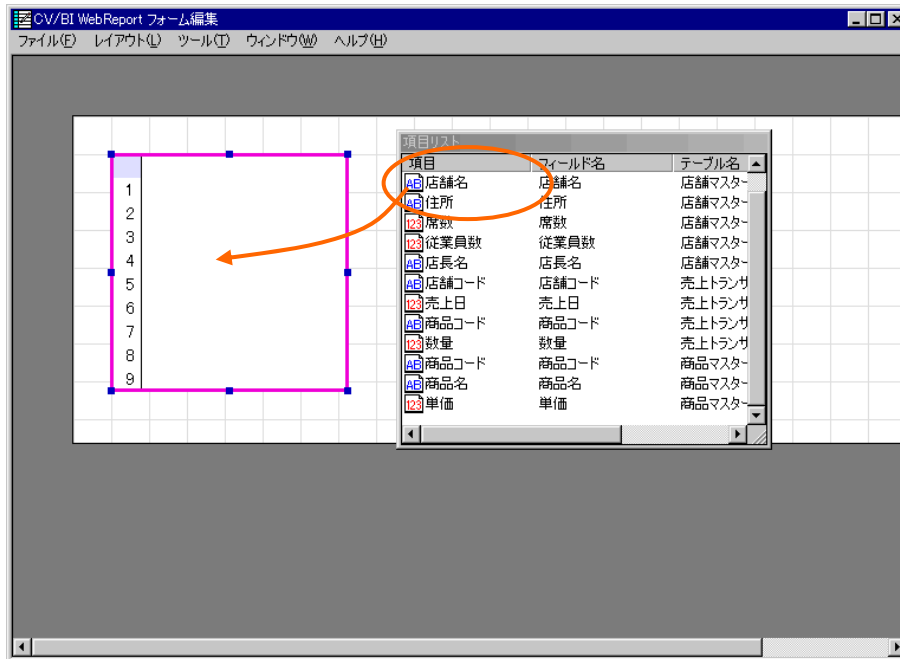 CV/BI WebReport フォーム編集
ファイル(F) レイアウト(L) ツール(T) ウィンドウ(W) ヘルプ(H)
項目リスト
項目 フィールド名 テーブル名
AB 店舗名 店舗名 店舗マスター
AB 住所 住所 店舗マスター
123 席数 席数 店舗マスター
123 従業員数 従業員数 店舗マスター
AB 店長名 店長名 店舗マスター
AB 店舗コード 店舗コード 売上トランザ
123 売上日 売上日 売上トランザ
AB 商品コード 商品コード 売上トランザ
123 数量 数量 売上トランザ
AB 商品コード 商品コード 商品マスター
AB 商品名 商品名 商品マスター
123 単価 単価 商品マスター
1
2
3
4
5
6
7
8
9